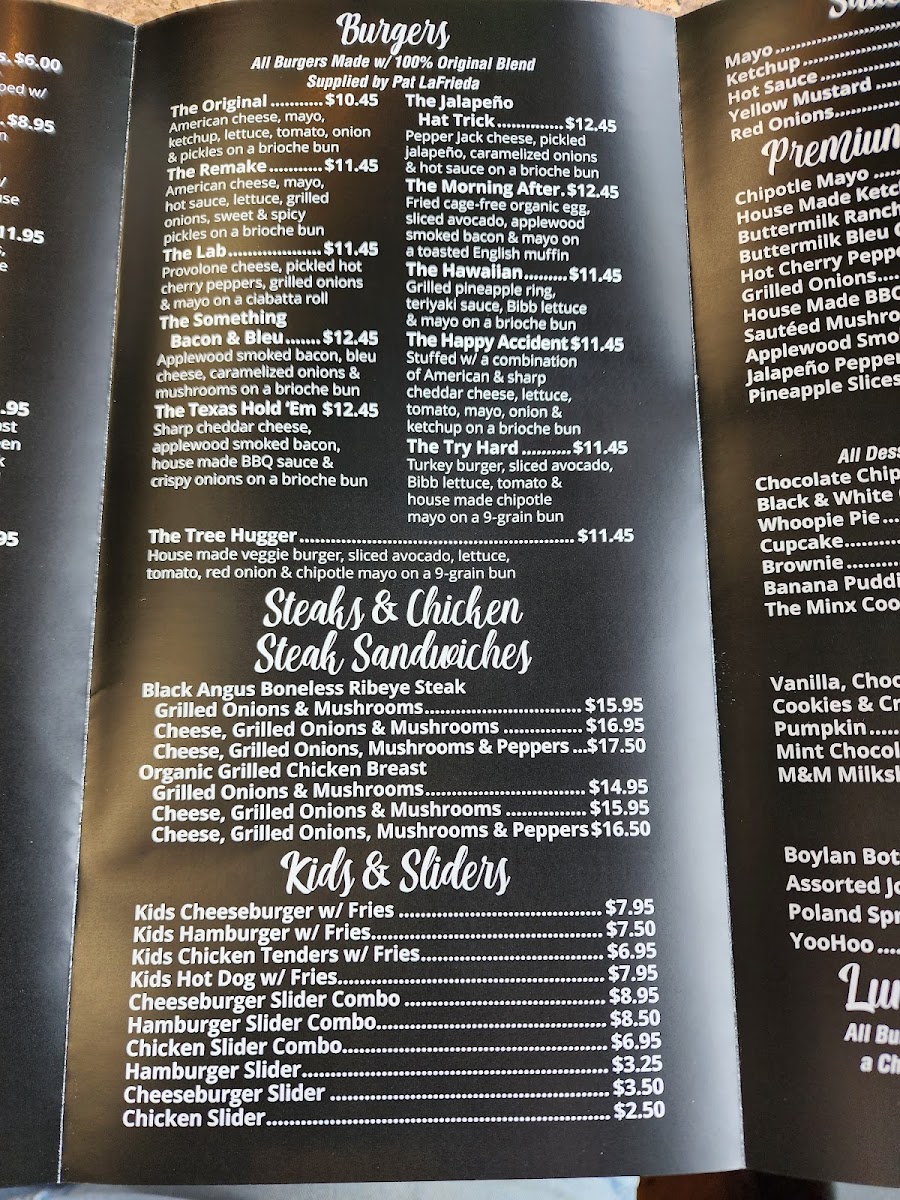 s. $6.00
ped w/
. $8.95
11.95
.95
95
Burgers
All Burgers Made w/ 100% Original Blend
Supplied by Pat LaFrieda
The Original ............ $10.45
American cheese, mayo,
ketchup, lettuce, tomato, onion
& pickles on a brioche bun
The Remake ............ $11.45
American cheese, mayo,
hot sauce, lettuce, grilled
onions, sweet & spicy
pickles on a brioche bun
The Lab..................... $11.45
Provolone cheese, pickled hot
cherry peppers, grilled onions
& mayo on a ciabatta roll
The Something
Bacon & Bleu....... $12.45
Applewood smoked bacon, bleu
cheese, caramelized onions &
mushrooms on a brioche bun
The Texas Hold 'Em $12.45
Sharp cheddar cheese,
applewood smoked bacon,
house made BBQ sauce &
crispy onions on a brioche bun
The Jalapeño
Hat Trick.............. $12.45
Pepper Jack cheese, pickled
jalapeño, caramelized onions
& hot sauce on a brioche bun
The Morning After. $12.45
Fried cage-free organic egg,
sliced avocado, applewood
smoked bacon & mayo on
a toasted English muffin
The Hawaiian......... $11.45
Grilled pineapple ring,
teriyaki sauce, Bibb lettuce
& mayo on a brioche bun
The Happy Accident $11.45
Stuffed w/ a combination
of American & sharp
cheddar cheese, lettuce,
tomato, mayo, onion &
ketchup on a brioche bun
The Try Hard .......... $11.45
Turkey burger, sliced avocado,
Bibb lettuce, tomato &
house made chipotle
mayo on a 9-grain bun
The Tree Hugger.................................................... $11.45
House made veggie burger, sliced avocado, lettuce,
tomato, red onion & chipotle mayo on a 9-grain bun
Steaks & Chicken
Steak Sandwiches
Black Angus Boneless Ribeye Steak
Grilled Onions & Mushrooms............................... $15.95
Cheese, Grilled Onions & Mushrooms ................ $16.95
Cheese, Grilled Onions, Mushrooms & Peppers ...$17.50
Organic Grilled Chicken Breast
Grilled Onions & Mushrooms............................... $14.95
Cheese, Grilled Onions & Mushrooms ................ $15.95
Cheese, Grilled Onions, Mushrooms & Peppers $16.50
Kids & Sliders
Kids Cheeseburger w/ Fries ....................................... $7.95
Kids Hamburger w/ Fries............................................ $7.50
Kids Chicken Tenders w/ Fries................................... $6.95
Kids Hot Dog w/ Fries.................................................. $7.95
Cheeseburger Slider Combo ...................................... $8.95
Hamburger Slider Combo........................................... $8.50
Chicken Slider Combo.................................................. $6.95
Hamburger Slider......................................................... $3.25
Cheeseburger Slider .................................................... $3.50
Chicken Slider................................................................ $2.50
Mayo
Ketchup
Hot Sauce
Yellow Mustard
Red Onions
Premium
Chipotle Mayo
House Made Ketc
Buttermilk Ranch
Buttermilk Bleu
Hot Cherry Peppe
Grilled Onions....
House Made BBQ
Sautéed Mushro
Applewood Smo
Jalapeño Pepper
Pineapple Slices
All Dess
Chocolate Chip
Black & White
Whoopie Pie...
Cupcake
Brownie
Banana Puddi
The Minx Coo
Vanilla, Choc
Cookies & Cr
Pumpkin.....
Mint Chocol
M&M Milksh
Boylan Bot
Assorted Jo
Poland Spr
YooHoo ....
Lun
All Bu
a Ch